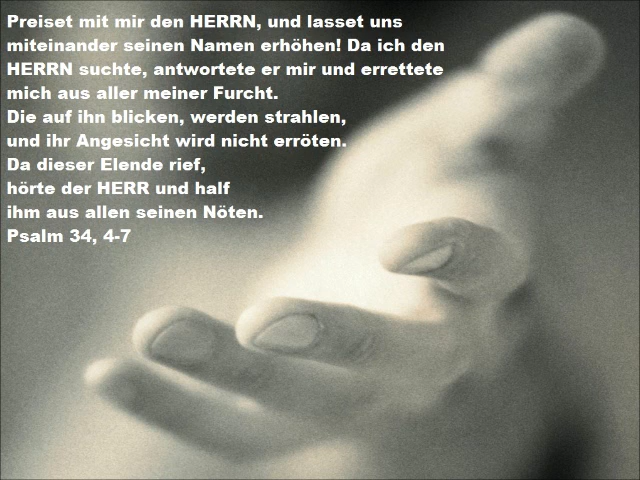 Preiset mit mir den HERRN, und lasset uns
miteinander seinen Namen erhöhen! Da ich den
HERRN suchte, antwortete er mir und errettete
mich aus aller meiner Furcht.
Die auf ihn blicken, werden strahlen,
und ihr Angesicht wird nicht erröten.
Da dieser Elende rief,
hörte der HERR und half
ihm aus allen seinen Nöten.
Psalm 34, 4-7